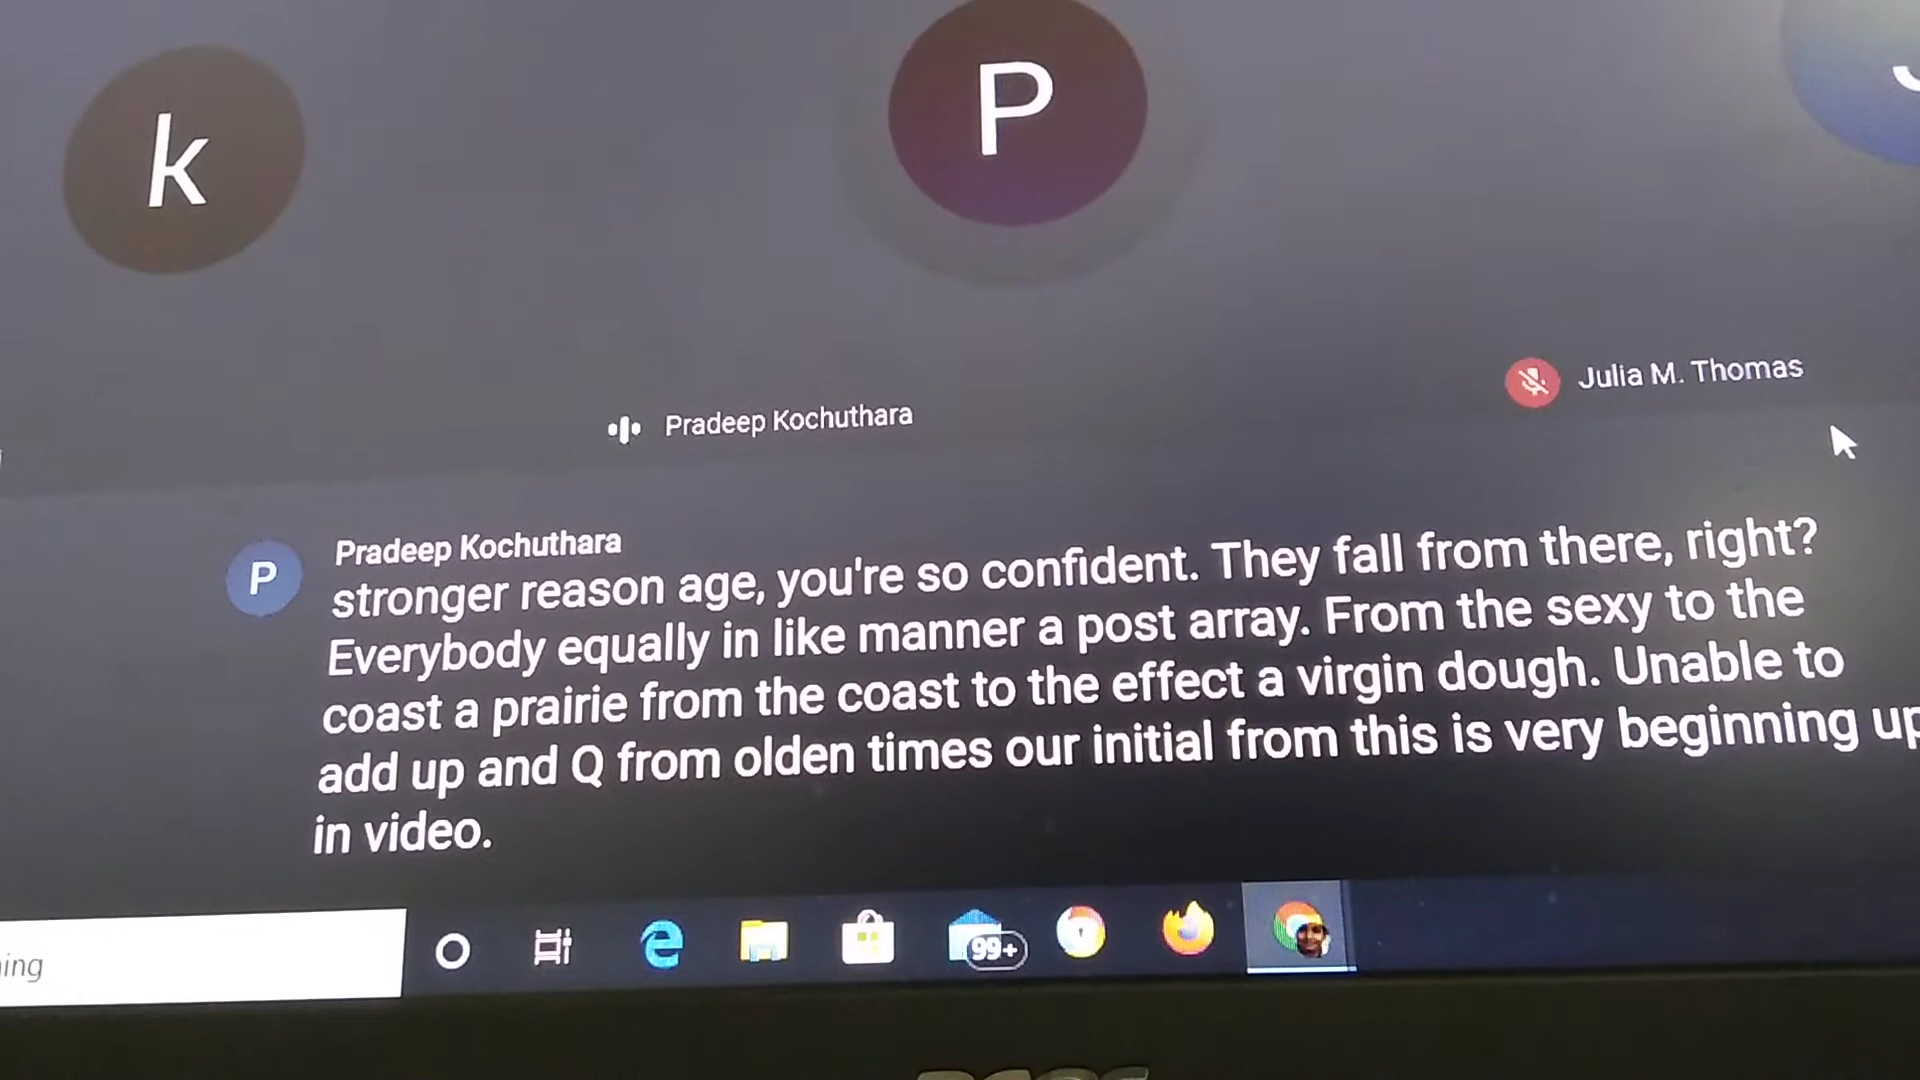 k
P
Julia M. Thomas
Pradeep Kochuthara
P
Pradeep Kochuthara
stronger reason age, you're so confident. They fall from there, right?
Everybody equally in like manner a post array. From the sexy to the
coast a prairie from the coast to the effect a virgin dough. Unable to
add up and Q from olden times our initial from this is very beginning up
in video.
ing
99+